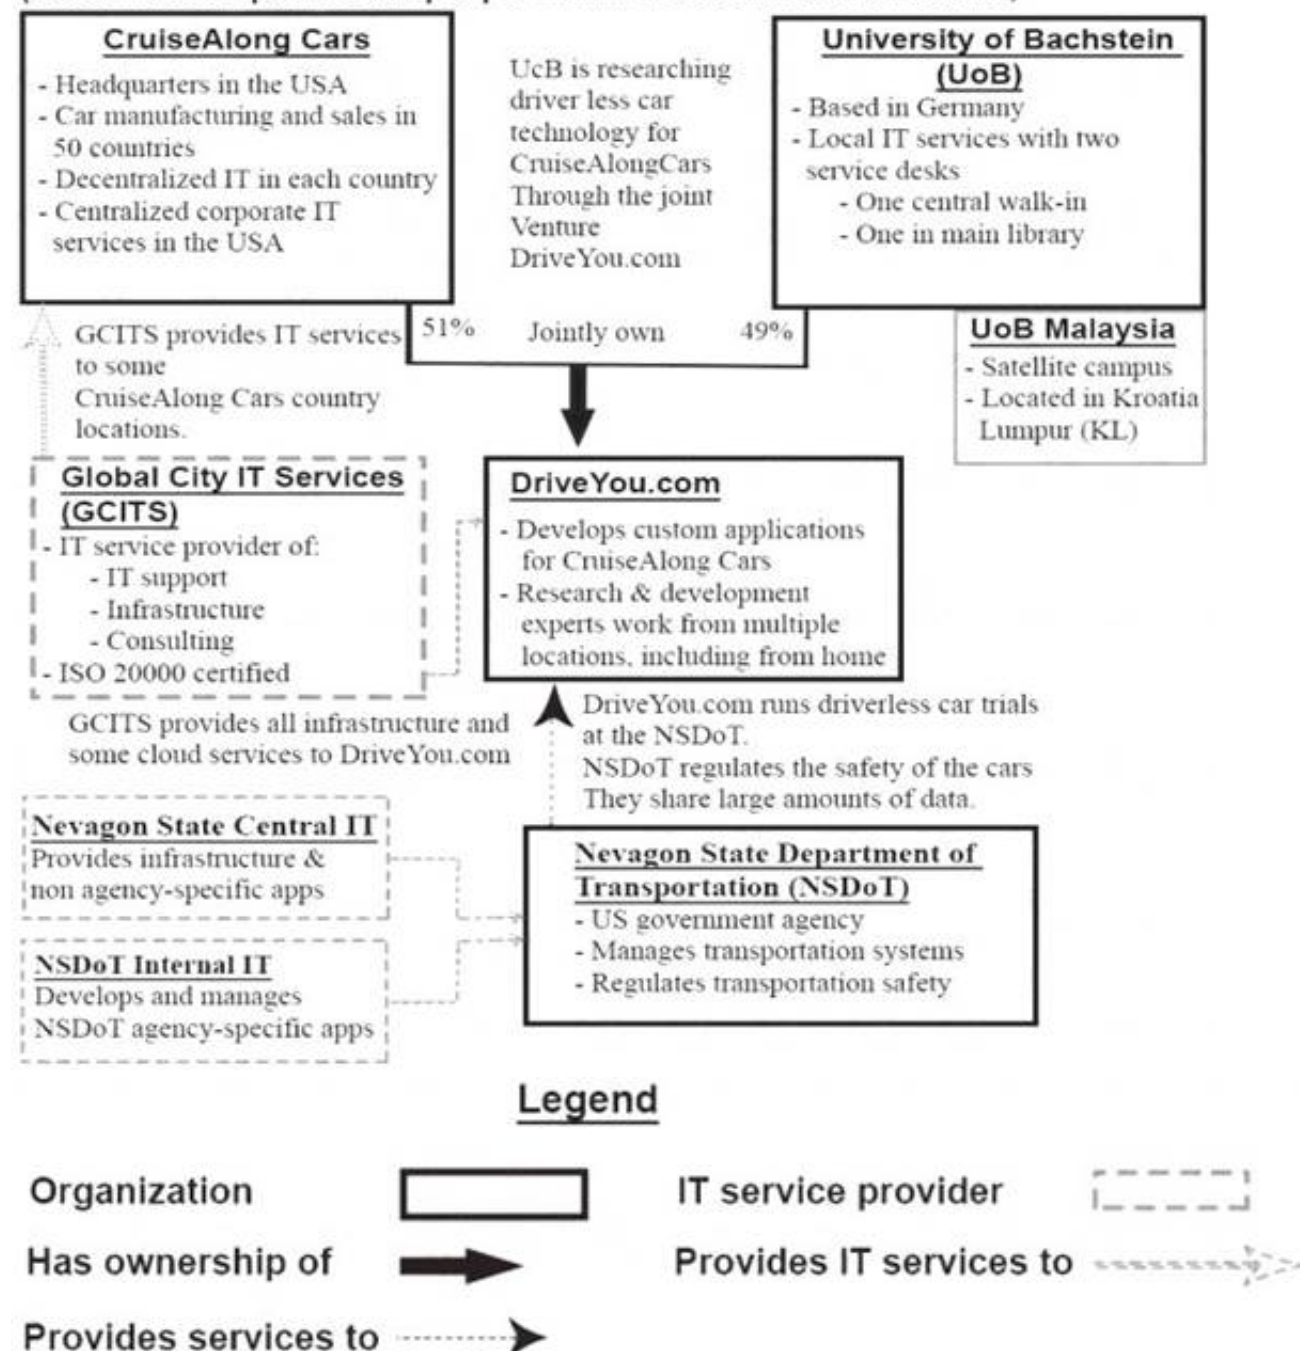 CruiseAlong Cars
- Headquarters in the USA
- Car manufacturing and sales in
50 countries
- Decentralized IT in each country
- Centralized corporate IT
services in the USA
UcB is researching
driver less car
technology for
CruiseAlongCars
Through the joint
Venture
DriveYou.com
University of Bachstein
(UoB)
- Based in Germany
- Local IT services with two
service desks
- One central walk-in
- One in main library
51% Jointly own 49%
UoB Malaysia
- Satellite campus
- Located in Kroatia
Lumpur (KL)
GCITS provides IT services
to some
CruiseAlong Cars country
locations.
Global City IT Services
(GCITS)
- IT service provider of:
- IT support
- Infrastructure
- Consulting
- ISO 20000 certified
DriveYou.com
- Develops custom applications
for CruiseAlong Cars
- Research & development
experts work from multiple
locations, including from home
GCITS provides all infrastructure and
some cloud services to DriveYou.com
DriveYou.com runs driverless car trials
at the NSDoT.
NSDoT regulates the safety of the cars
They share large amounts of data.
Nevagon State Central IT
Provides infrastructure &
non agency-specific apps
NSDoT Internal IT
Develops and manages
NSDoT agency-specific apps
Nevagon State Department of
Transportation (NSDoT)
- US government agency
- Manages transportation systems
- Regulates transportation safety
Legend
Organization
IT service provider
Has ownership of
Provides IT services to
Provides services to